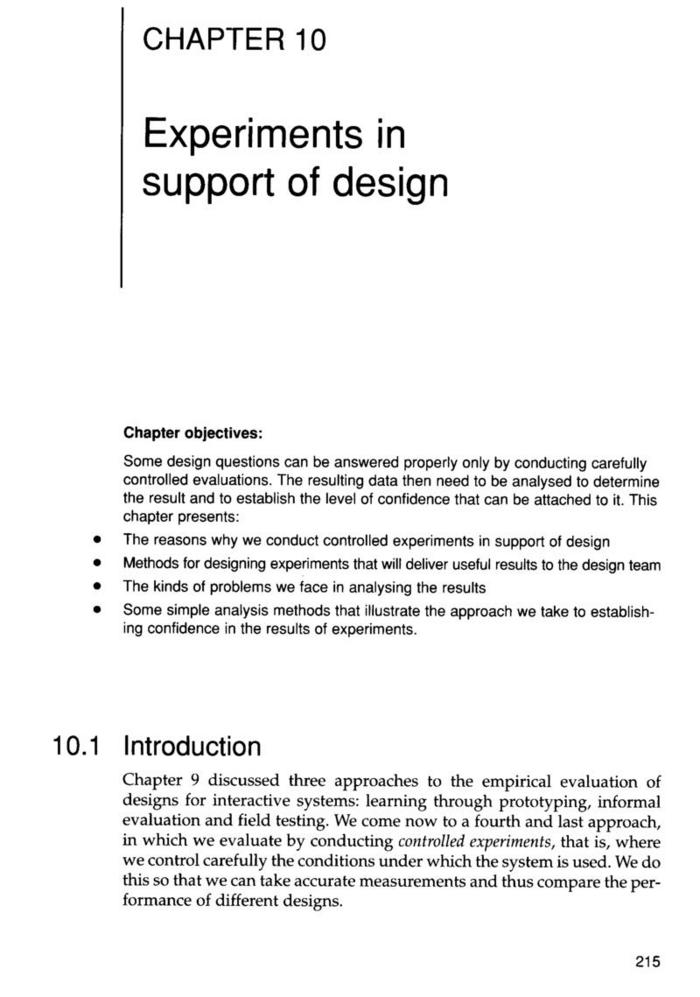 CHAPTER 10
Experiments in
support of design
Chapter objectives:
Some design questions can be answered properly only by conducting carefully
controlled evaluations. The resulting data then need to be analysed to determine
the result and to establish the level of confidence that can be attached to it. This
chapter presents:
• The reasons why we conduct controlled experiments in support of design
• Methods for designing experiments that will deliver useful results to the design team
• The kinds of problems we face in analysing the results
• Some simple analysis methods that illustrate the approach we take to establish-
ing confidence in the results of experiments.
10.1 Introduction
Chapter 9 discussed three approaches to the empirical evaluation of
designs for interactive systems: learning through prototyping, informal
evaluation and field testing. We come now to a fourth and last approach,
in which we evaluate by conducting controlled experiments, that is, where
we control carefully the conditions under which the system is used. We do
this so that we can take accurate measurements and thus compare the per-
formance of different designs.
215